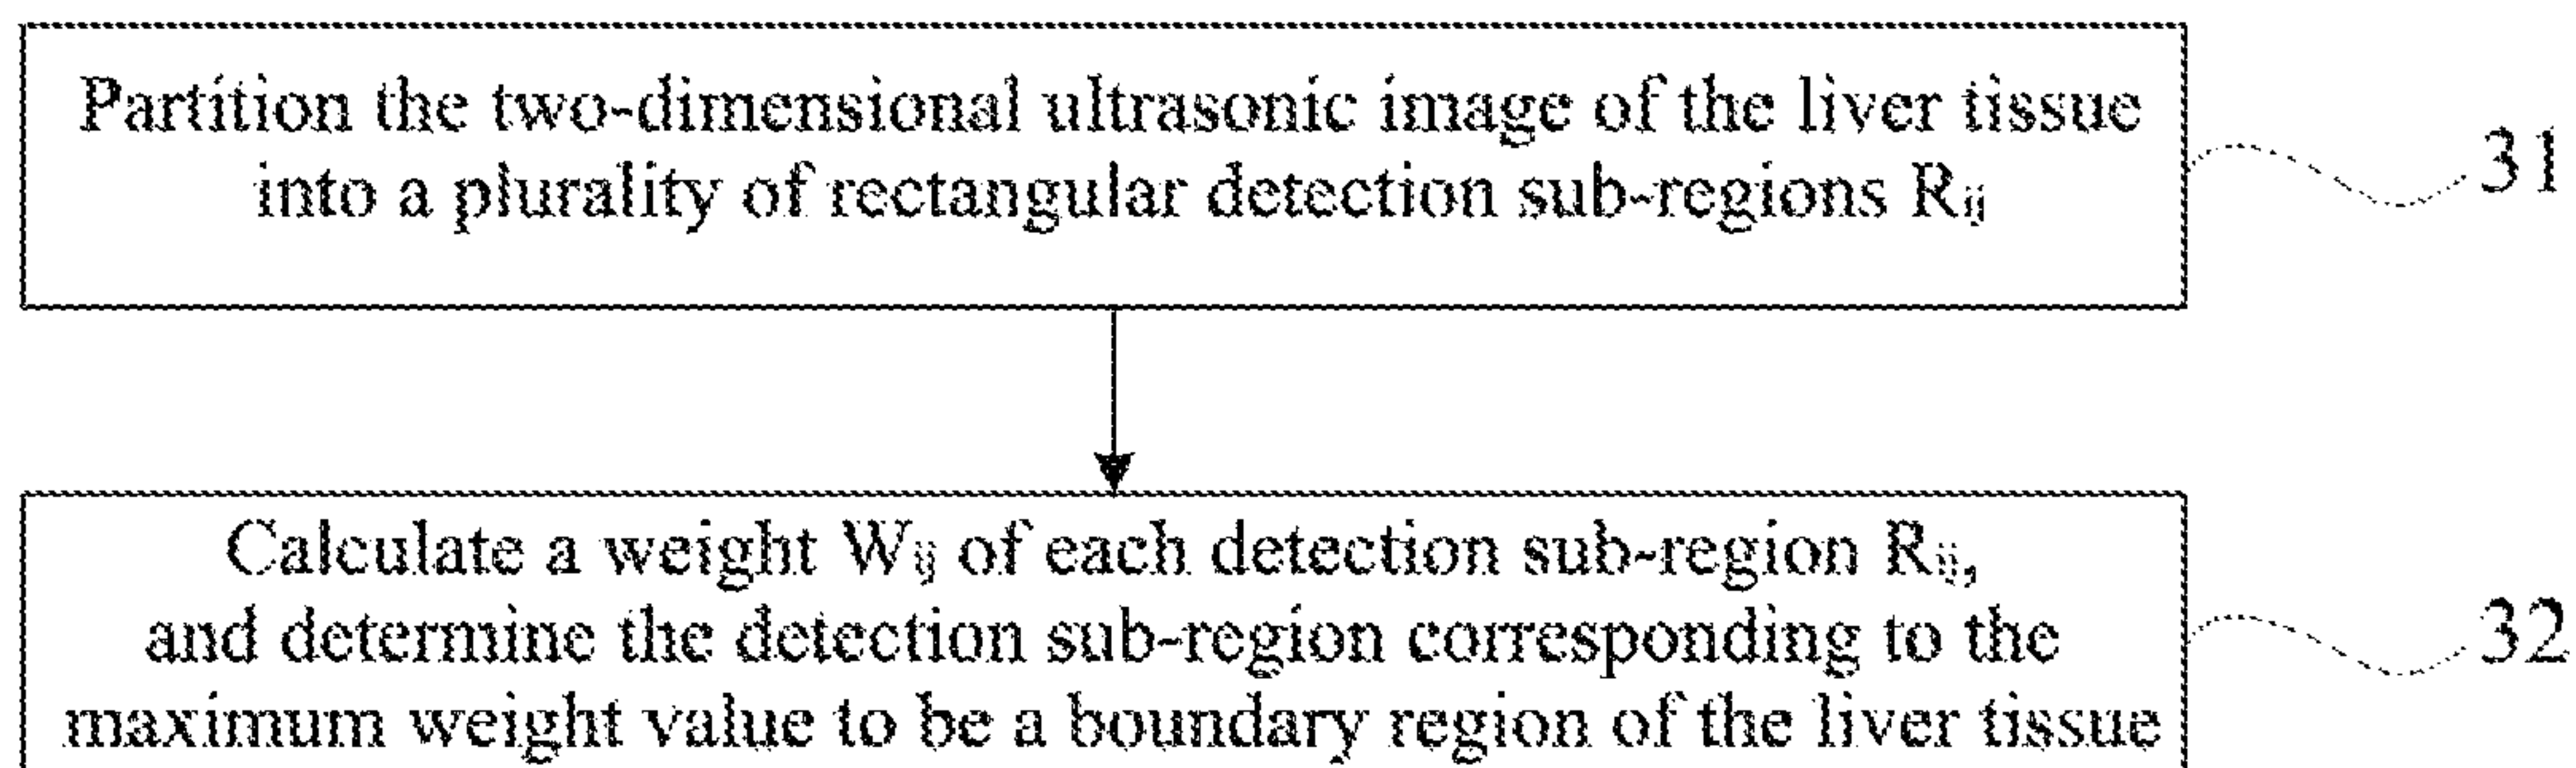 Partition the two-dimensional ultrasonic image of the liver tissue
into a plurality of rectangular detection sub-regions Rij
31
Calculate a weight Wij of each detection sub-region Rij,
and determine the detection sub-region corresponding to the
maximum weight value to be a boundary region of the liver tissue
32